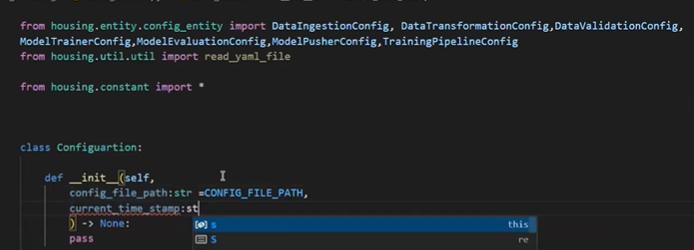 from housing.entity.config_entity import DataIngestionConfig, DataTransformationConfig,DataValidationConfig,
ModelTrainerConfig,ModelEvaluationConfig,ModelPusherConfig,TrainingPipelineConfig
from housing.util.util import read_yaml_file
from housing.constant import *
class Configuartion:
def __init__(self,
config_file_path:str =CONFIG_FILE_PATH,
current_time_stamp:st
) -> None:
pass
s this
S re